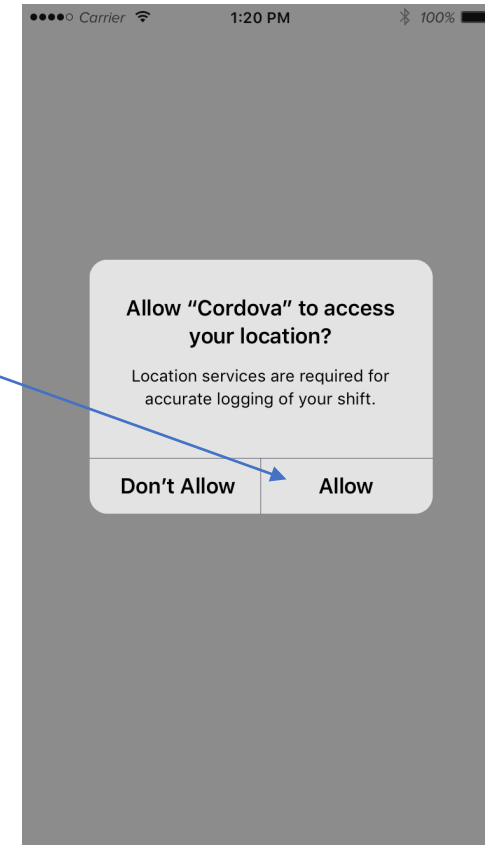 Carrier 1:20 PM 100%
Allow “Cordova” to access
your location?
Location services are required for
accurate logging of your shift.
Don’t Allow Allow